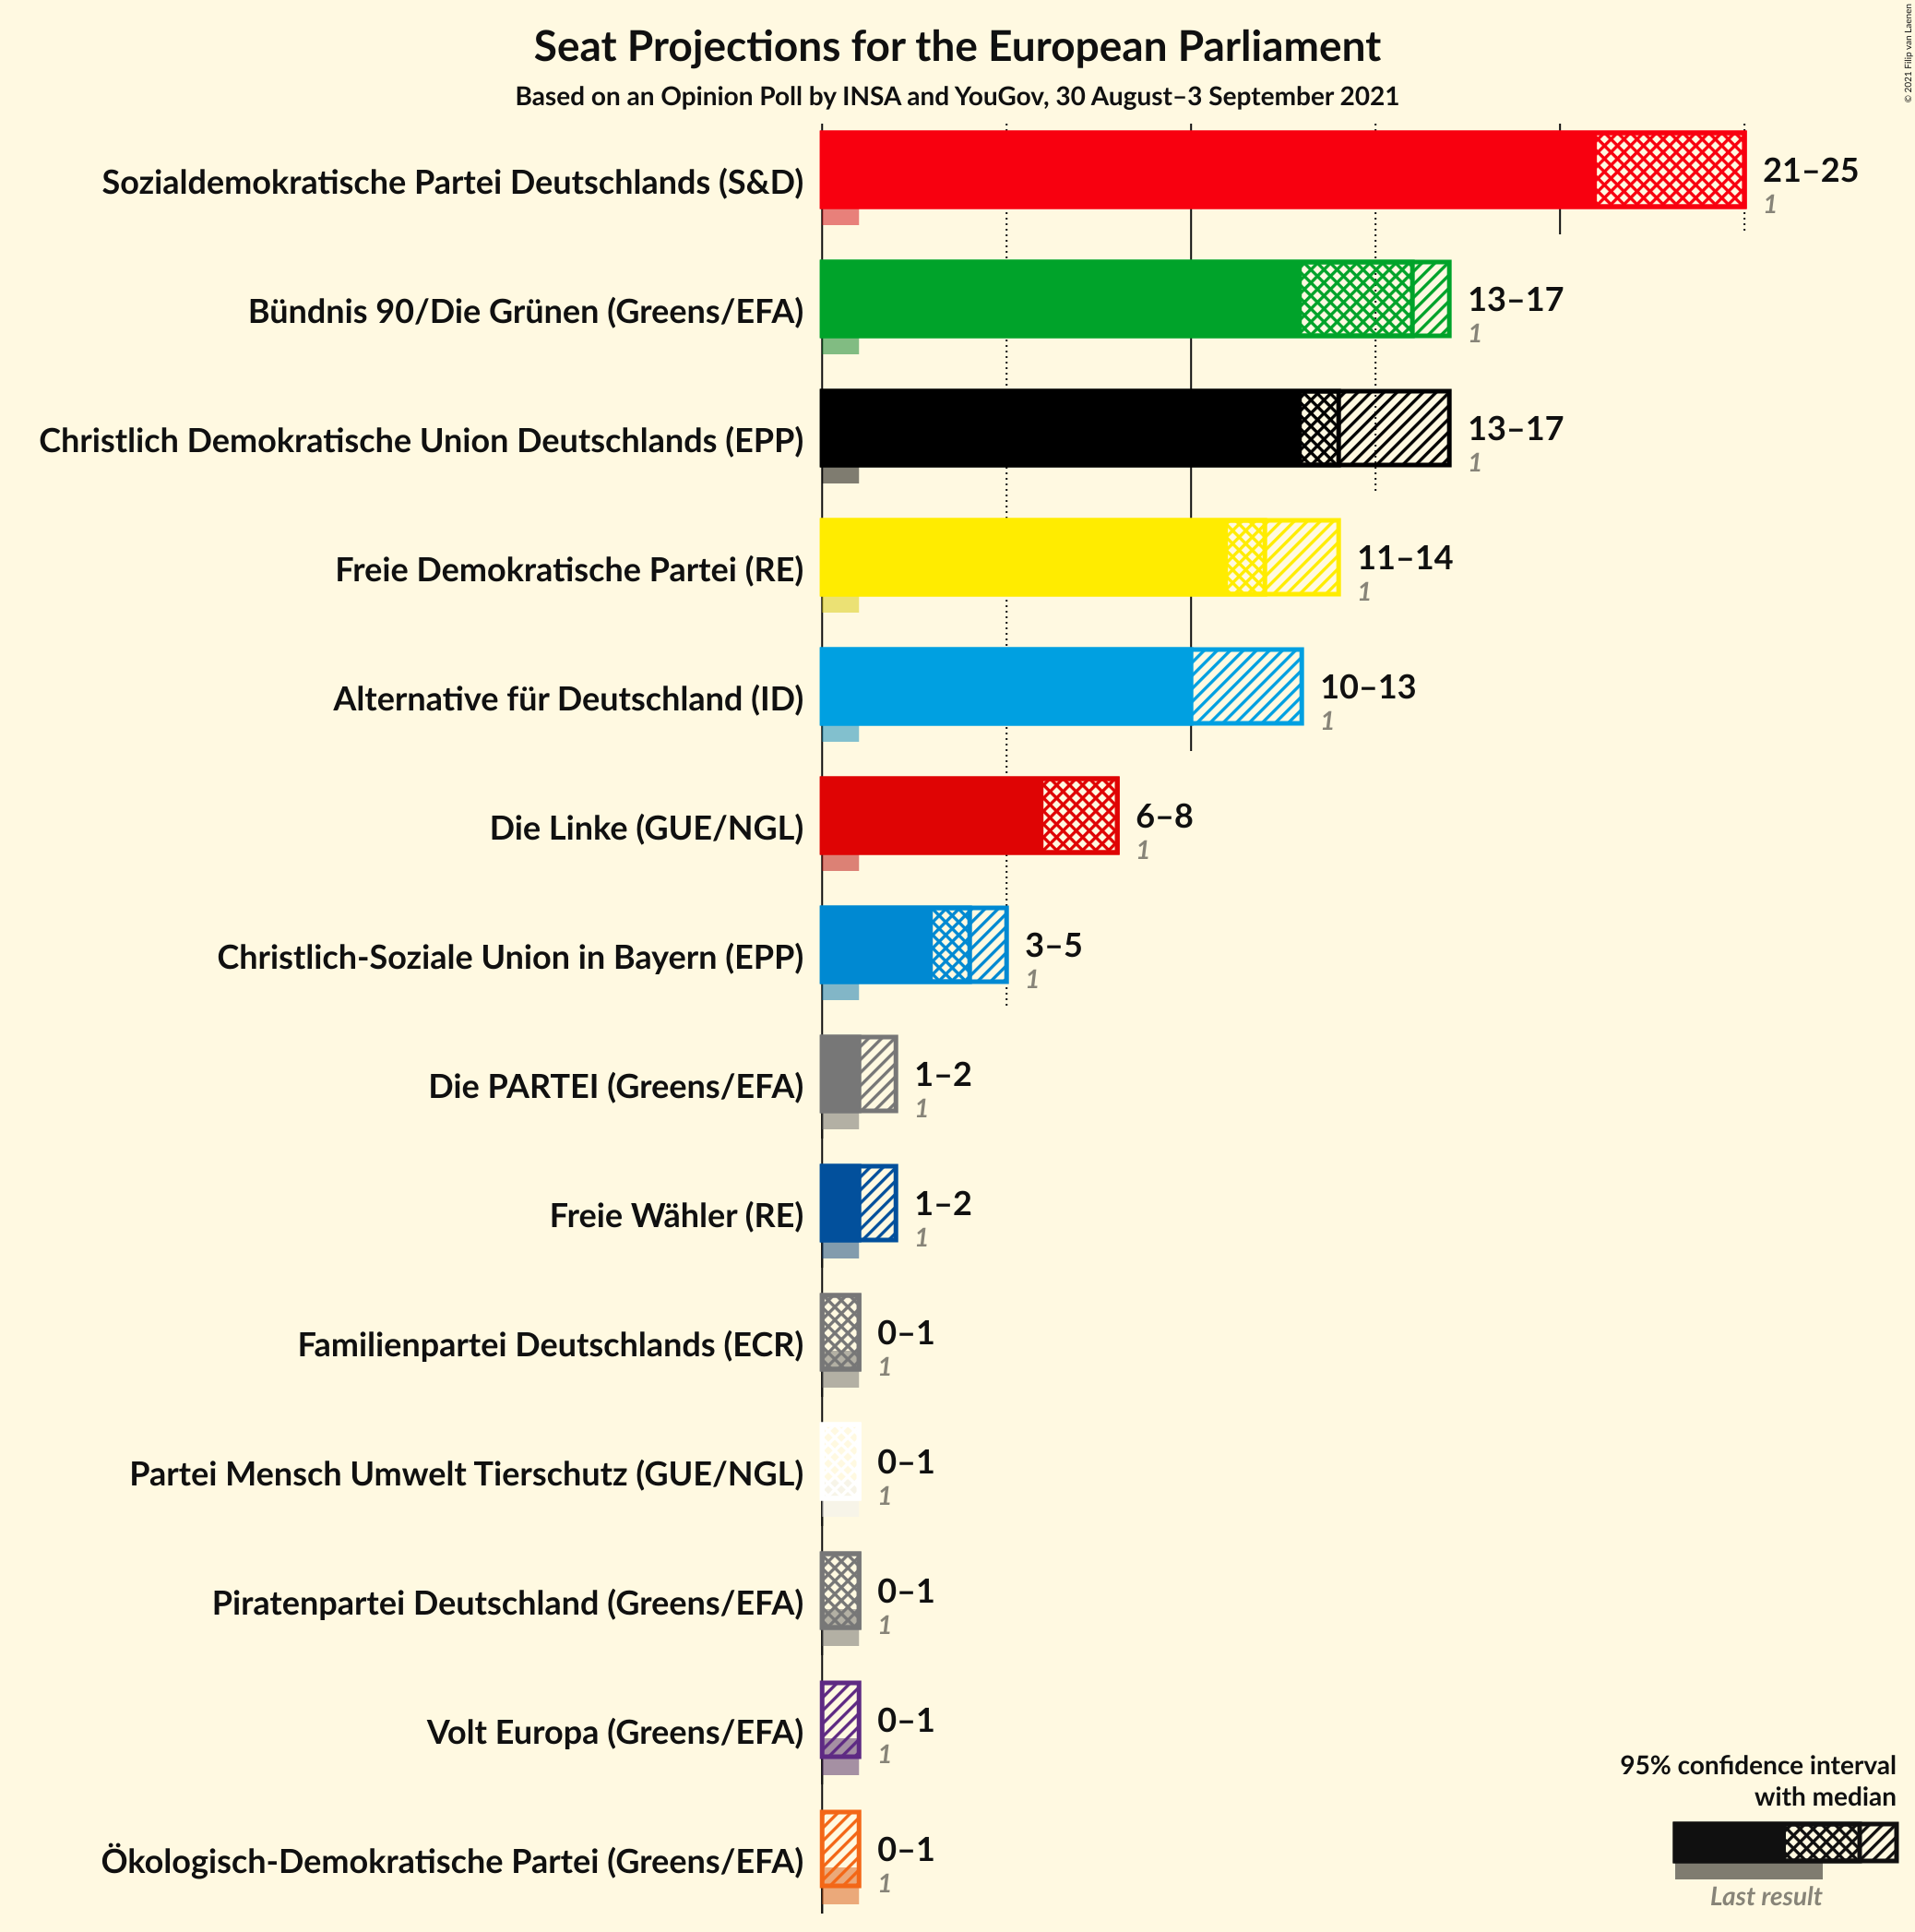 Seat Projections for the European Parliament
Based on an Opinion Poll by INSA and YouGov, 30 August–3 September 2021
© 2021 Filip van Laenen
Sozialdemokratische Partei Deutschlands (S&D)
21–25
1
Bündnis 90/Die Grünen (Greens/EFA)
13–17
1
Christlich Demokratische Union Deutschlands (EPP)
13–17
1
Freie Demokratische Partei (RE)
11–14
1
Alternative für Deutschland (ID)
10–13
1
Die Linke (GUE/NGL)
6–8
1
Christlich-Soziale Union in Bayern (EPP)
3–5
1
Die PARTEI (Greens/EFA)
1–2
1
Freie Wähler (RE)
1–2
1
Familienpartei Deutschlands (ECR)
0–1
1
Partei Mensch Umwelt Tierschutz (GUE/NGL)
0–1
1
Piratenpartei Deutschland (Greens/EFA)
0–1
1
Volt Europa (Greens/EFA)
0–1
1
Ökologisch-Demokratische Partei (Greens/EFA)
0–1
1
95% confidence interval
with median
Last result